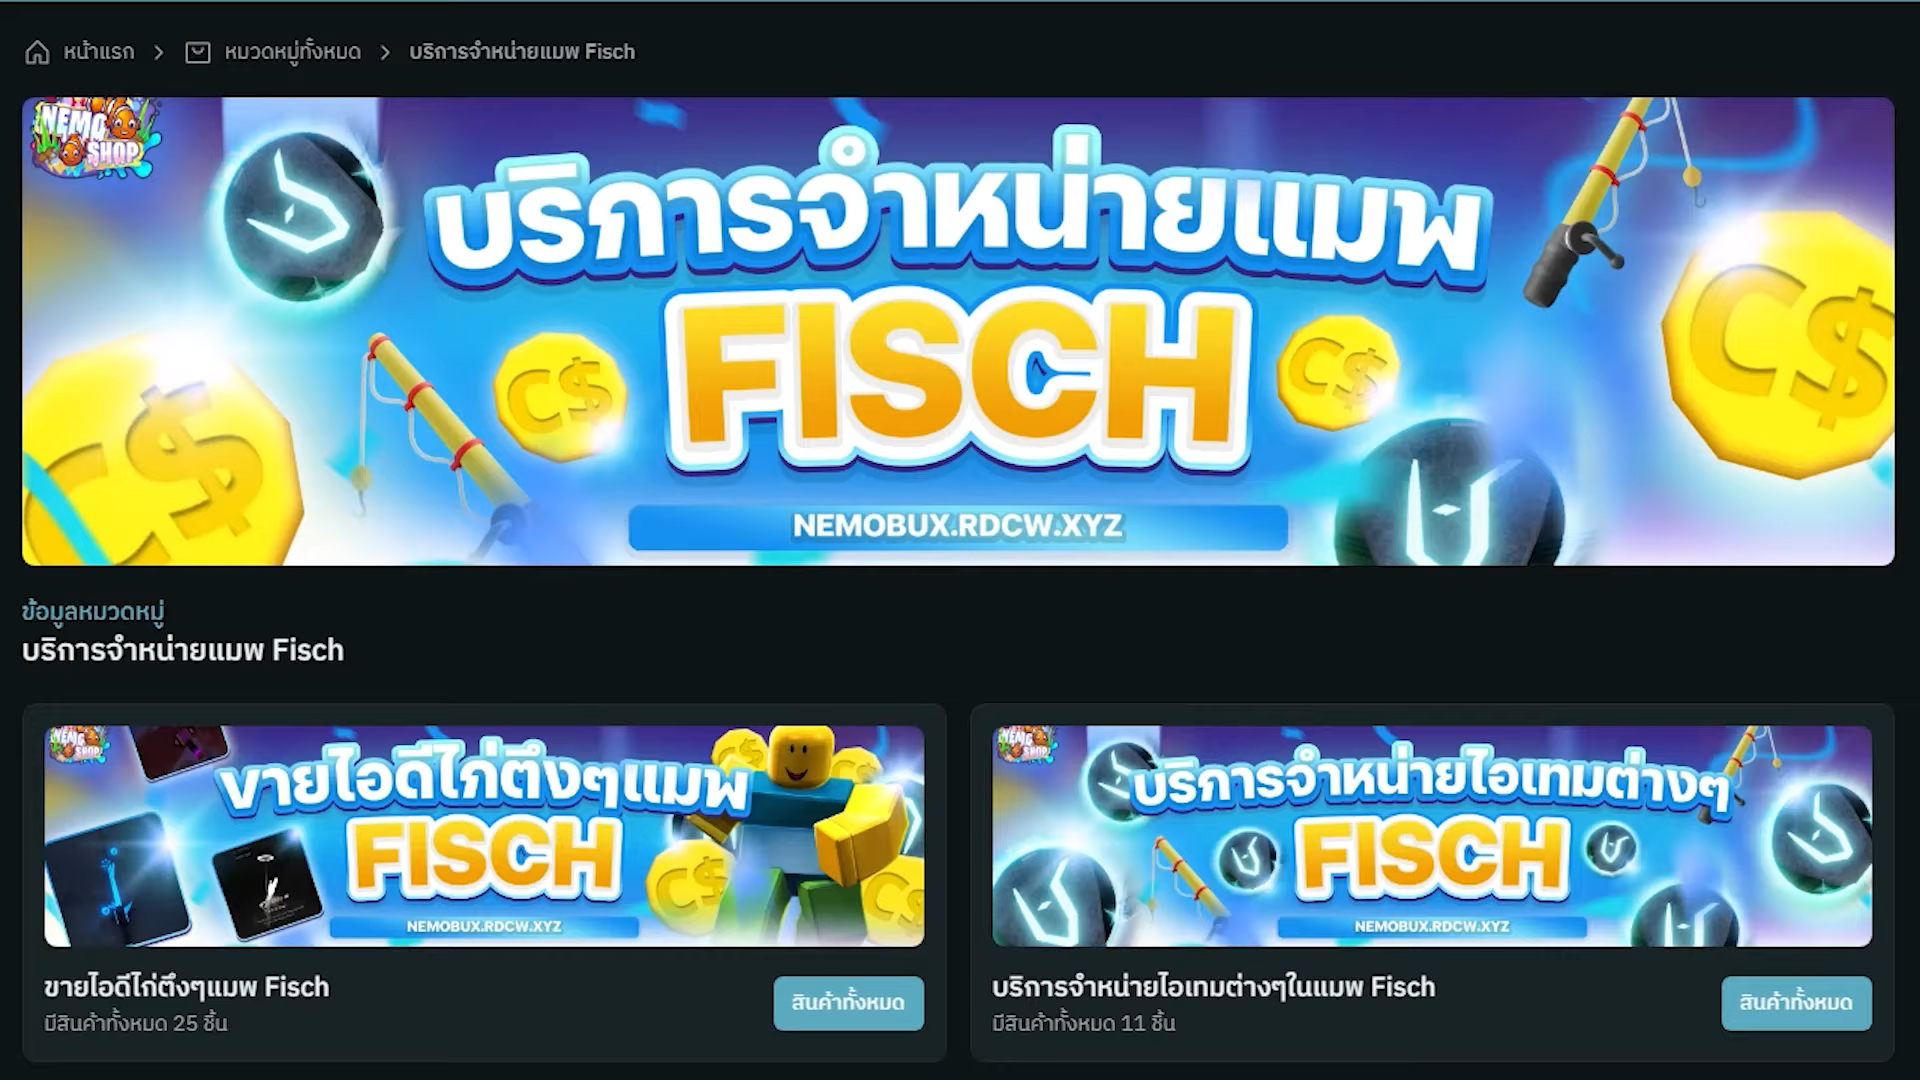 หน้าแรก > หมวดหมู่ทั้งหมด > บริการจำหน่ายแมพ Fisch
NEMO
SHOP
บริการจำหน่ายแมพ
FISCH
C$
C$
C$
C$
NEMOBUX.RDCW.XYZ
ข้อมูลหมวดหมู่
บริการจำหน่ายแมพ Fisch
NEMO
SHOP
ขายไอดีไก่ตึงๆแมพ
FISCH
C$
C$
NEMOBUX.RDCW.XYZ
ขายไอดีไก่ตึงๆแมพ Fisch
มีสินค้าทั้งหมด 25 ชิ้น
สินค้าทั้งหมด
NEMO
SHOP
บริการจำหน่ายไอเทมต่างๆ
FISCH
NEMOBUX.RDCW.XYZ
บริการจำหน่ายไอเทมต่างๆในแมพ Fisch
มีสินค้าทั้งหมด 11 ชิ้น
สินค้าทั้งหมด